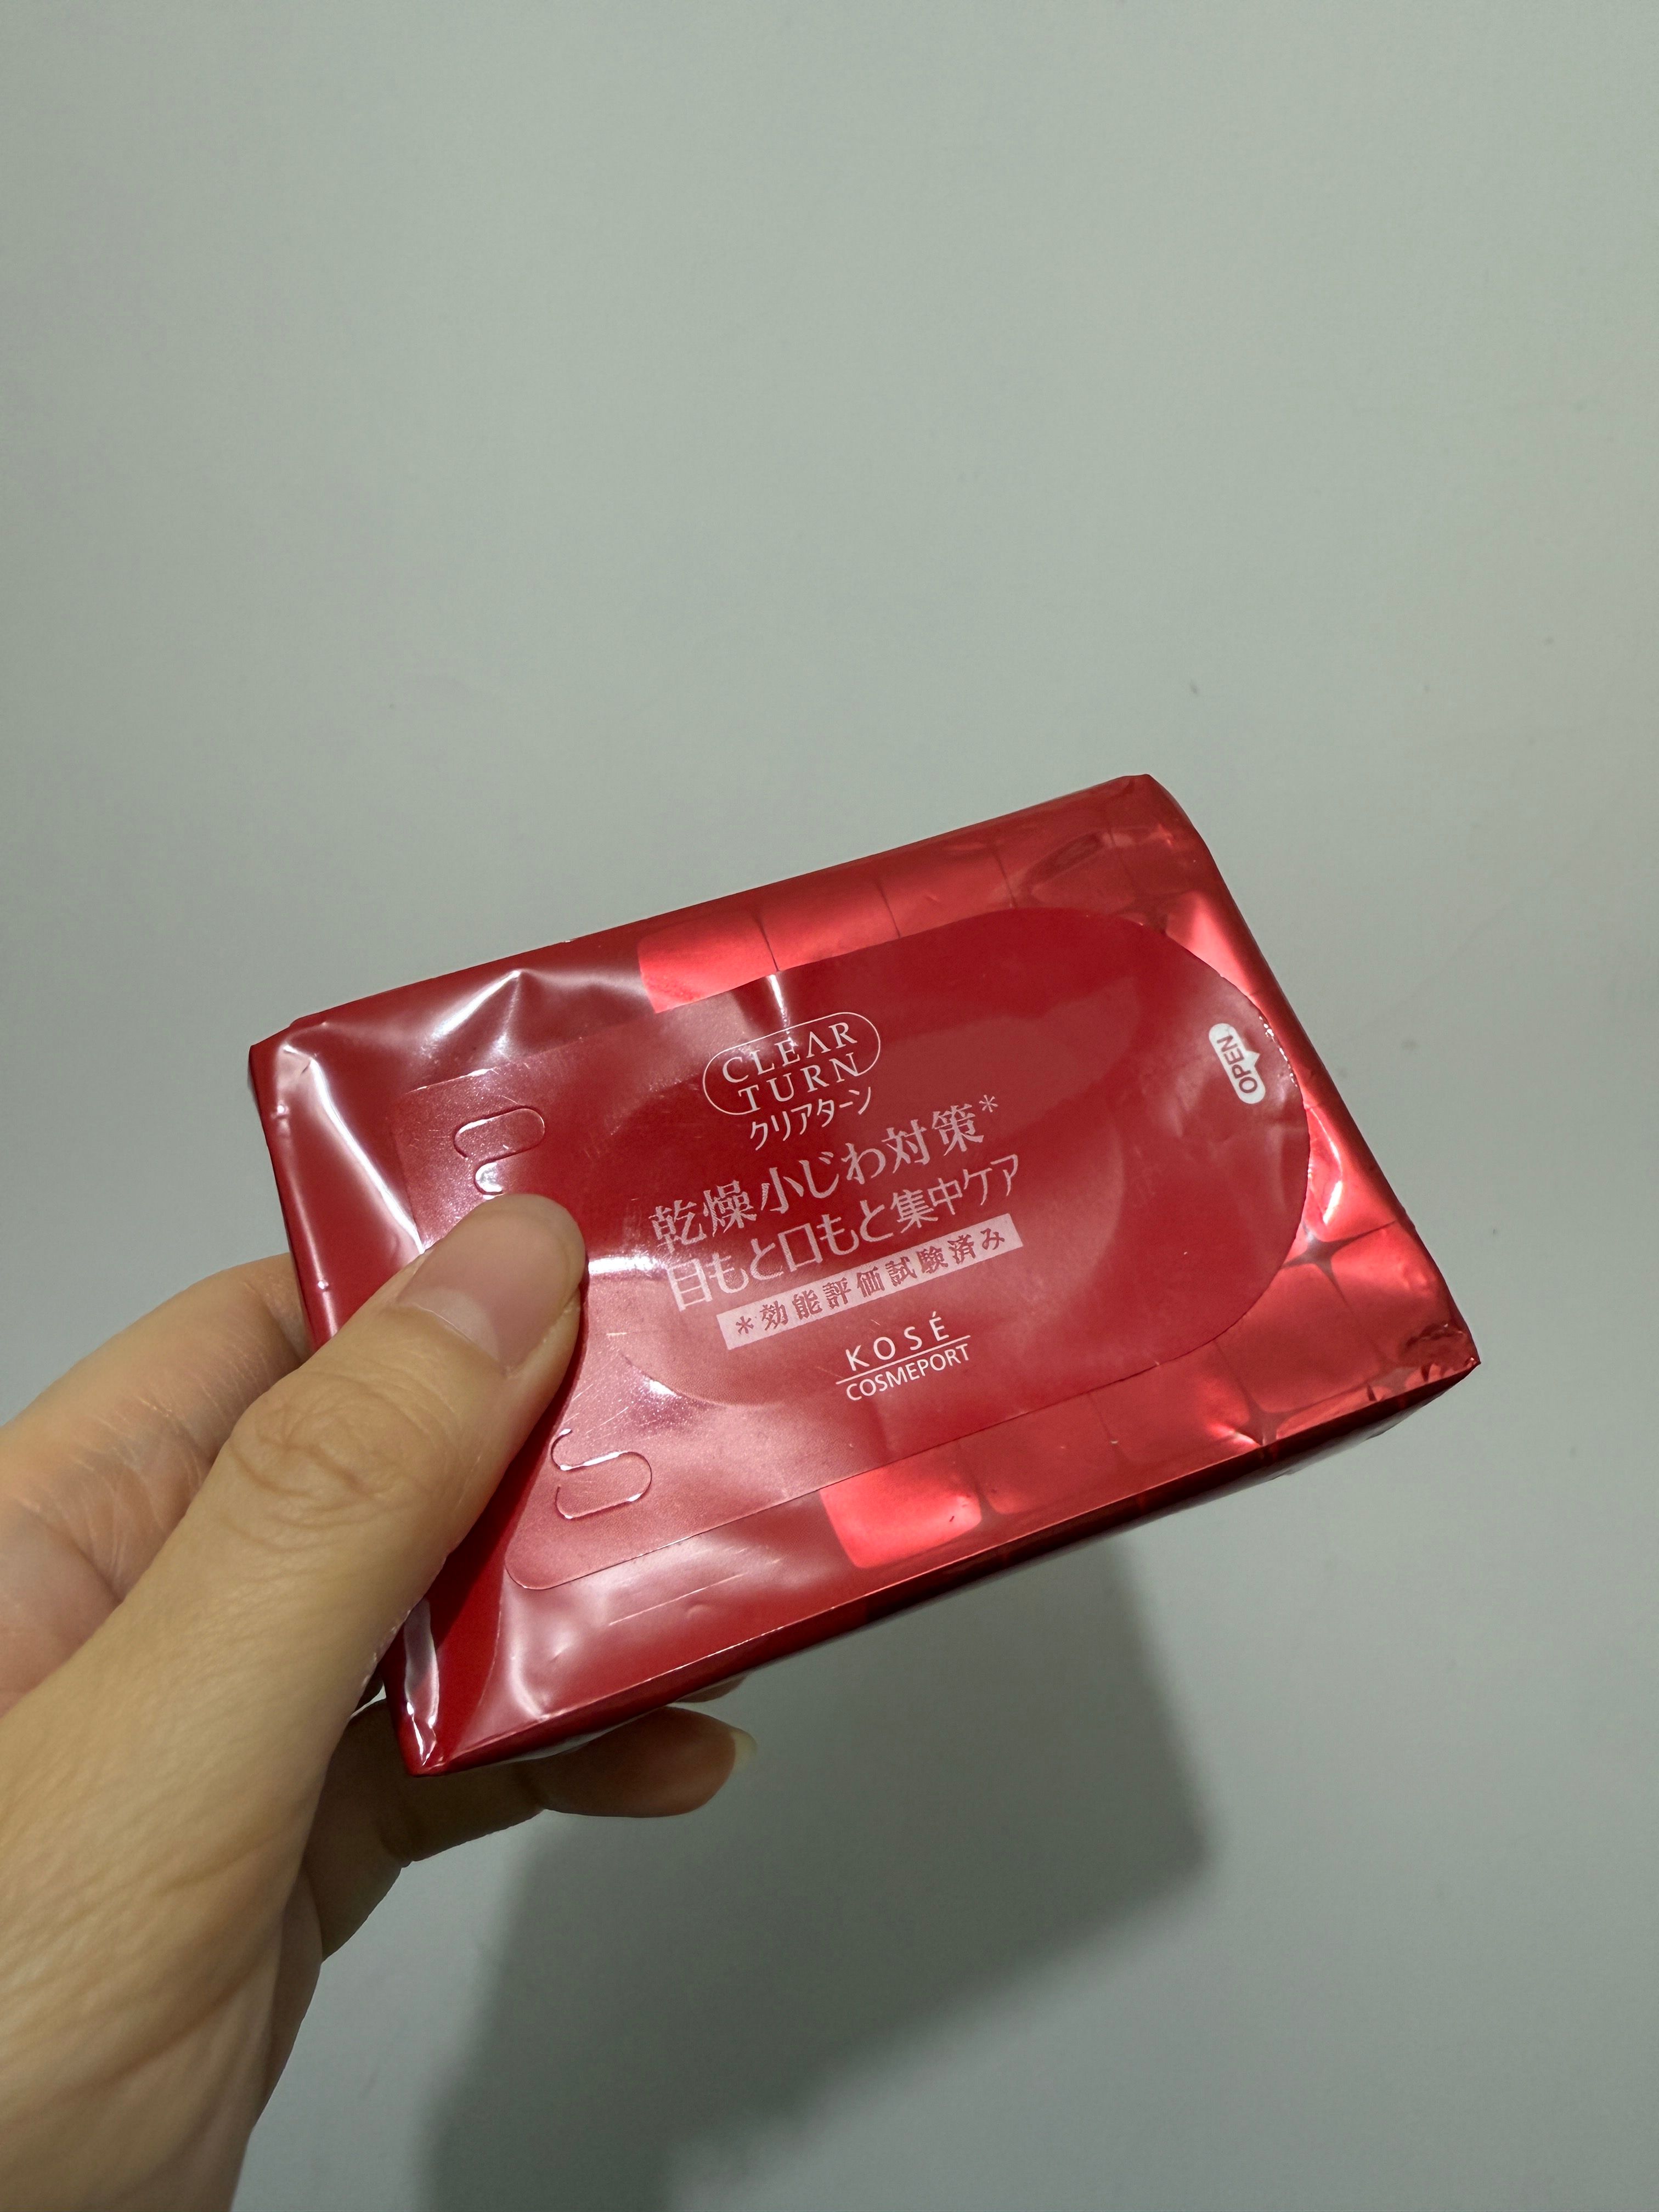 CLEAR
TURN
クリアターン
乾燥小じわ対策*
目もと口もと集中ケア
*効能評価試験済み
KOSÉ
COSMEPORT
OPEN